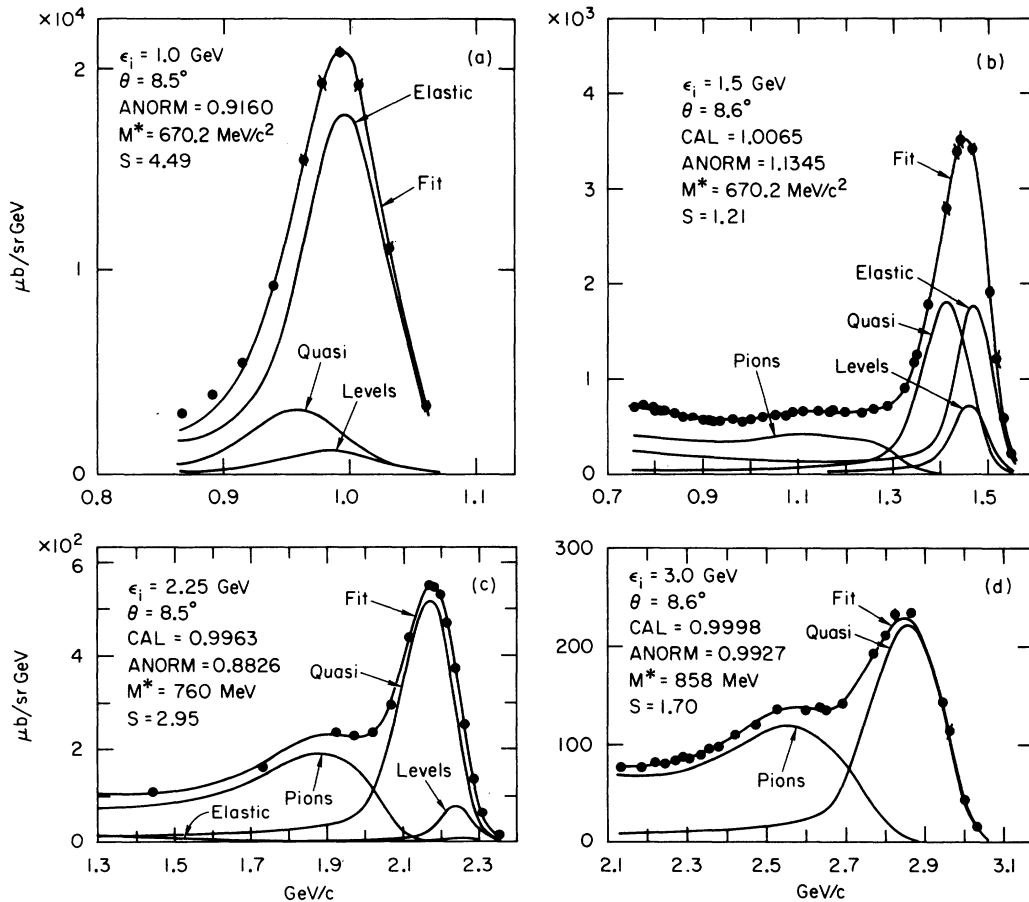 ×10⁴
(a)
ϵᵢ = 1.0 GeV
θ = 8.5°
ANORM = 0.9160
M* = 670.2 MeV/c²
S = 4.49
Elastic
Fit
Quasi
Levels
μb/sr GeV
2
1
0
0.8 0.9 1.0 1.1
×10³
(b)
ϵᵢ = 1.5 GeV
θ = 8.6°
CAL = 1.0065
ANORM = 1.1345
M* = 670.2 MeV/c²
S = 1.21
Fit
Elastic
Quasi
Levels
Pions
4
3
2
1
0
0.7 0.9 1.1 1.3 1.5
×10²
(c)
ϵᵢ = 2.25 GeV
θ = 8.5°
CAL = 0.9963
ANORM = 0.8826
M* = 760 MeV
S = 2.95
Fit
Quasi
Levels
Pions
Elastic
μb/sr GeV
6
4
2
0
1.3 1.5 1.7 1.9 2.1 2.3
GeV/c
(d)
ϵᵢ = 3.0 GeV
θ = 8.6°
CAL = 0.9998
ANORM = 0.9927
M* = 858 MeV
S = 1.70
Fit
Quasi
Pions
300
200
100
0
2.1 2.3 2.5 2.7 2.9 3.1
GeV/c